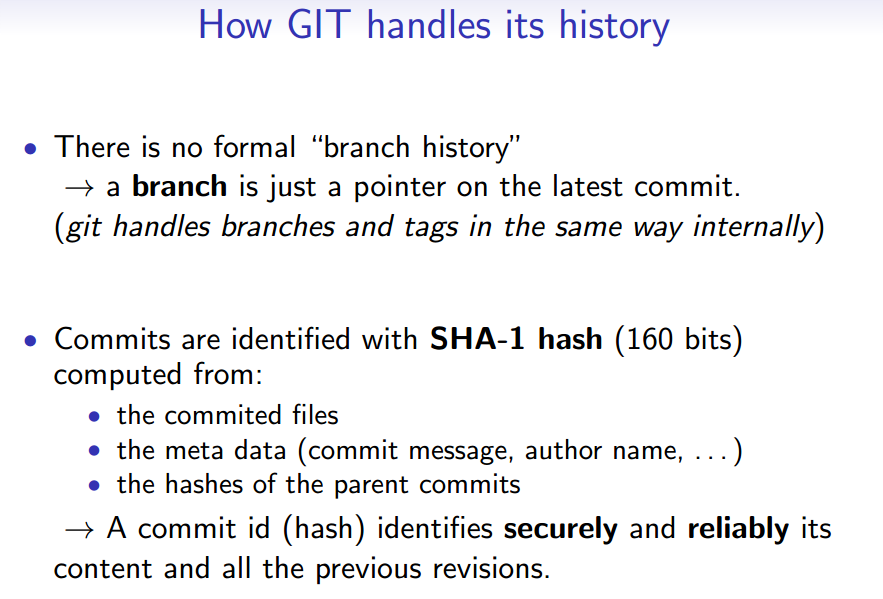 How GIT handles its history
• There is no formal “branch history”
→ a branch is just a pointer on the latest commit.
(git handles branches and tags in the same way internally)
• Commits are identified with SHA-1 hash (160 bits)
computed from:
• the commited files
• the meta data (commit message, author name, ...)
• the hashes of the parent commits
→ A commit id (hash) identifies securely and reliably its
content and all the previous revisions.